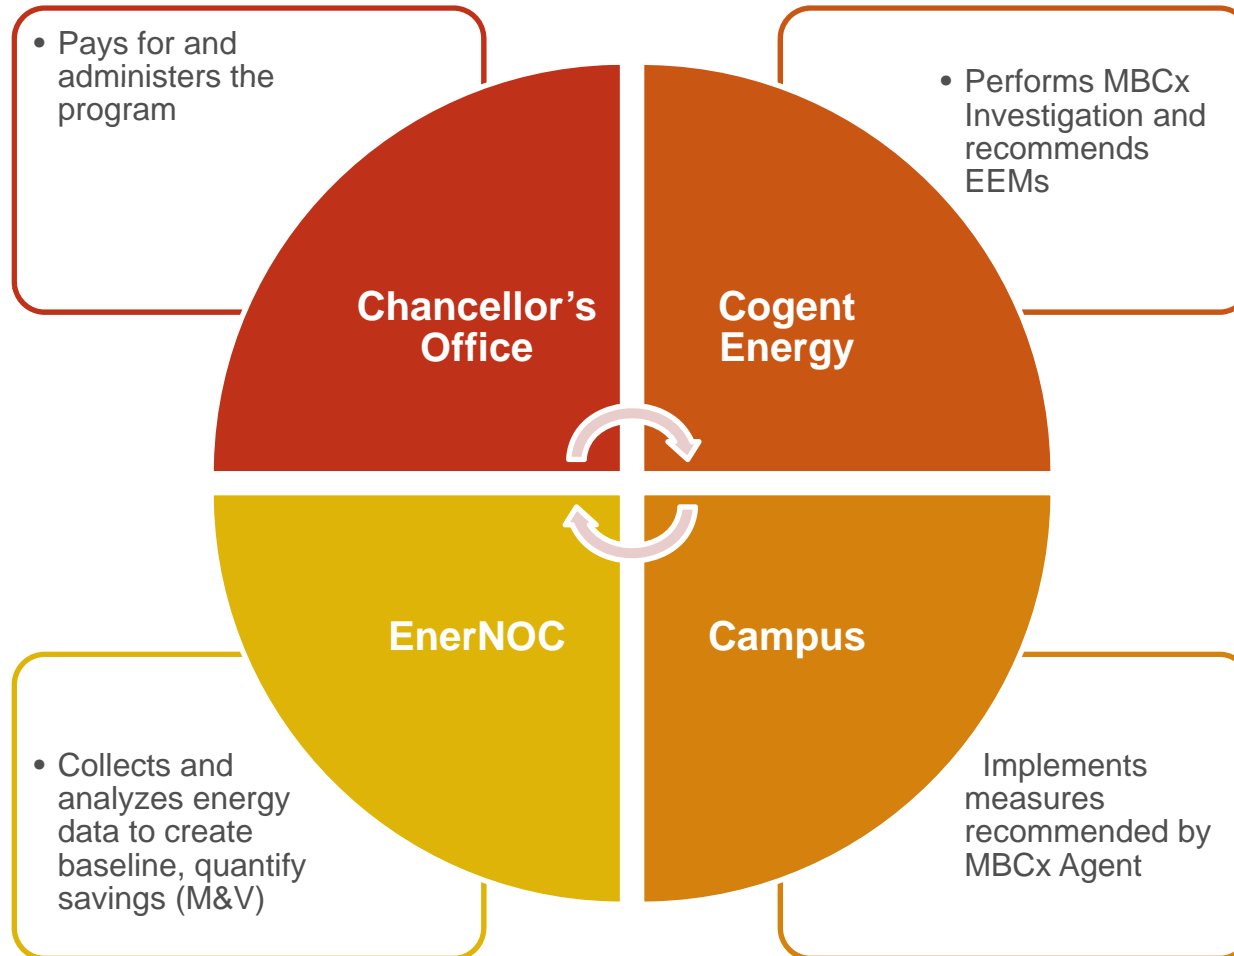 • Pays for and
administers the
program
• Performs MBCx
Investigation and
recommends
EEMs
Chancellor’s
Office
Cogent
Energy
EnerNOC
Campus
• Collects and
analyzes energy
data to create
baseline, quantify
savings (M&V)
Implements
measures
recommended by
MBCx Agent